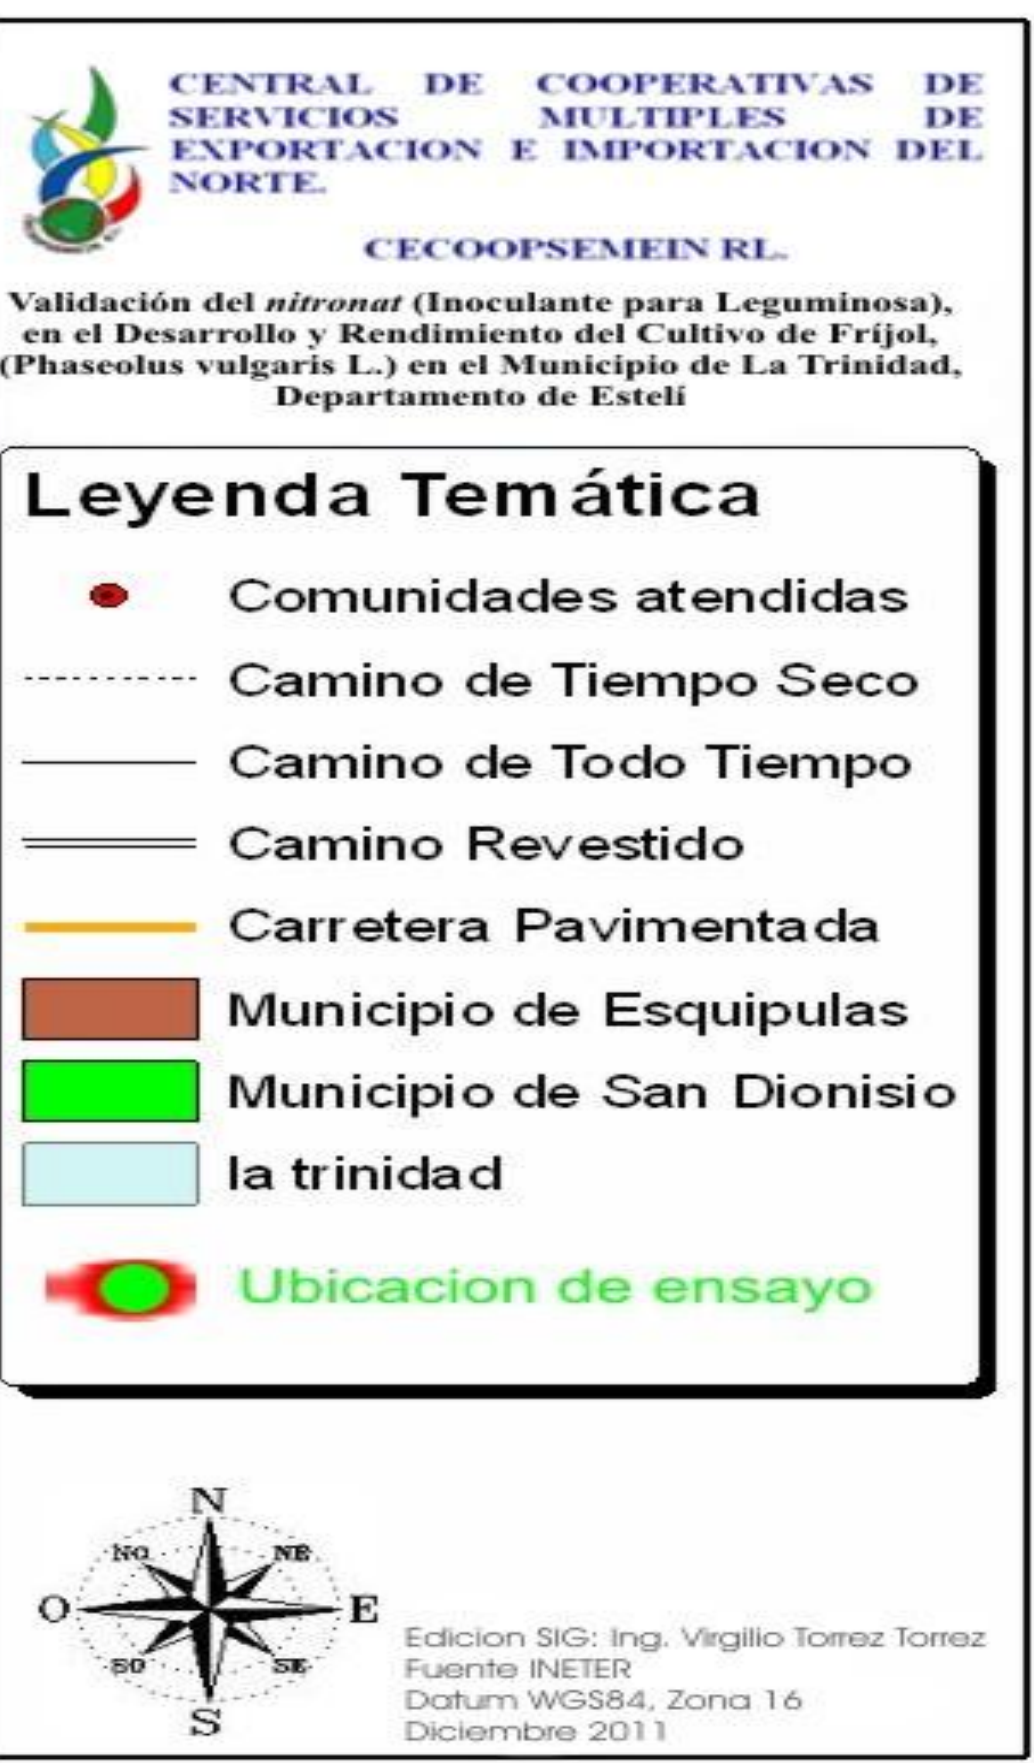 CENTRAL DE COOPERATIVAS DE
SERVICIOS MULTIPLES DE
EXPORTACION E IMPORTACION DEL
NORTE.
CECOOPSEMEIN RL.
Validación del nitronat (Inoculante para Leguminosa),
en el Desarrollo y Rendimiento del Cultivo de Fríjol,
(Phaseolus vulgaris L.) en el Municipio de La Trinidad,
Departamento de Estelí
Leyenda Temática
Comunidades atendidas
Camino de Tiempo Seco
Camino de Todo Tiempo
Camino Revestido
Carretera Pavimentada
Municipio de Esquipulas
Municipio de San Dionisio
la trinidad
Ubicacion de ensayo
N
NO NE
O E
SO SE
S
Edicion SIG: Ing. Virgilio Torrez Torrez
Fuente INETER
Datum WGS84, Zona 16
Diciembre 2011